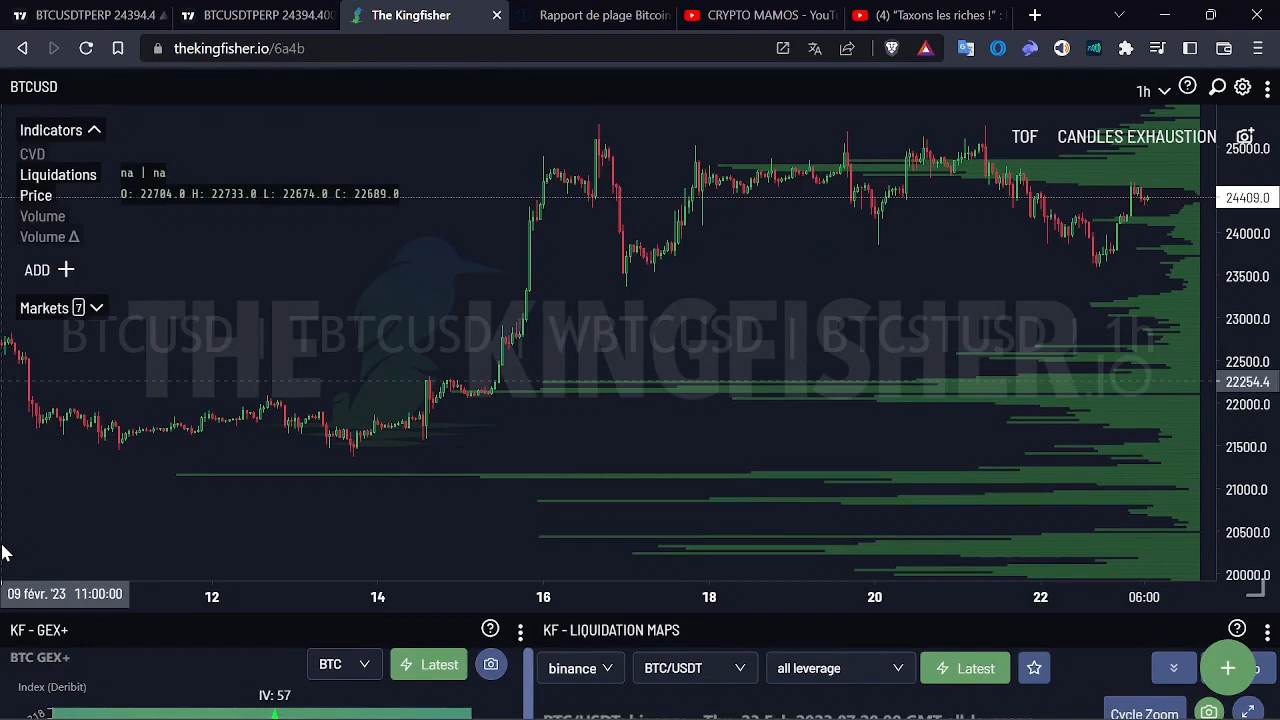 BTCUSDTPERP 24394.4
BTCUSDTPERP 24394.400
The Kingfisher
Rapport de plage Bitcoin
CRYPTO MAMOS - YouTu
(4) “Taxons les riches !” :
thekingfisher.io/6a4b
BTCUSD
1h
Indicators
CVD
Liquidations
Price
Volume
Volume Δ
ADD +
Markets 7
na | na
O: 22704.0 H: 22733.0 L: 22674.0 C: 22689.0
TOF CANDLES EXHAUSTION
25000.0
24409.0
24000.0
23500.0
23000.0
22500.0
22254.4
22000.0
21500.0
21000.0
20500.0
20000.0
THE KINGFISHER.io
BTCUSD | TBTCUSD | WBTCUSD | BTCSTUSD | 1h
09 févr. '23 11:00:00
12 14 16 18 20 22 06:00
KF - GEX+
BTC GEX+
BTC
Latest
Index (Deribit)
IV: 57
KF - LIQUIDATION MAPS
binance
BTC/USDT
all leverage
Latest
Cycle Zoom